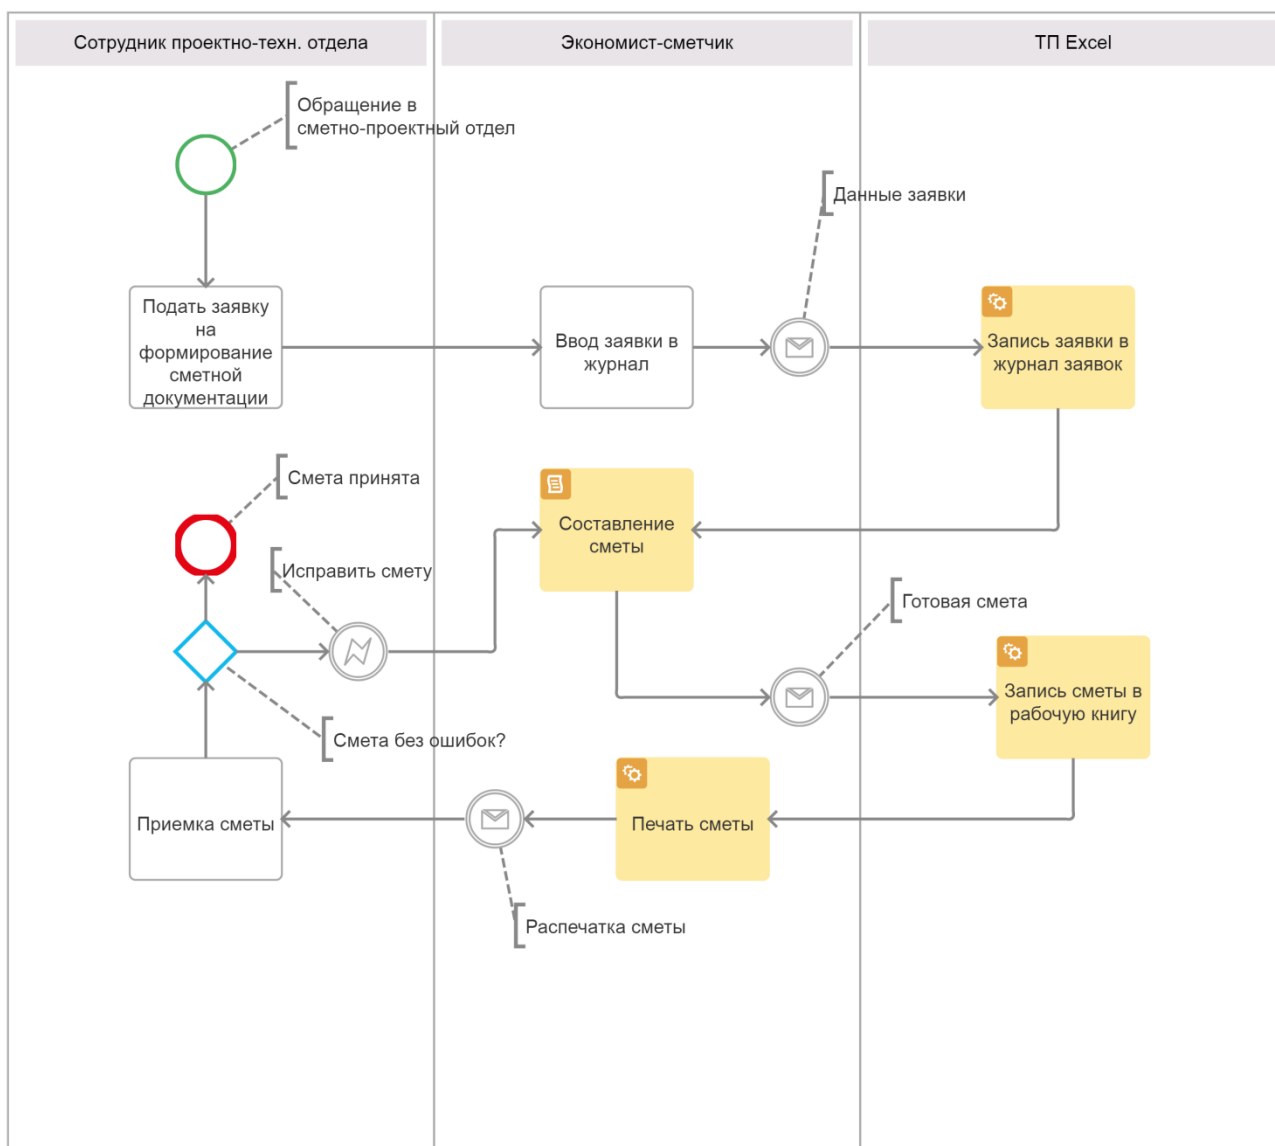 Сотрудник проектно-техн. отдела
Экономист-сметчик
ТП Excel
Обращение в
сметно-проектный отдел
Данные заявки
Подать заявку
на
формирование
сметной
документации
Ввод заявки в
журнал
Запись заявки в
журнал заявок
Смета принята
Составление
сметы
Исправить смету
Готовая смета
Запись сметы в
рабочую книгу
Смета без ошибок?
Приемка сметы
Печать сметы
Распечатка сметы